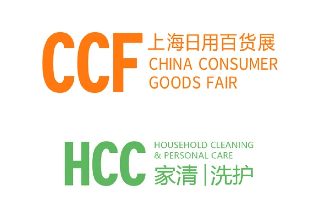 CCF
上海日用百货展
CHINA CONSUMER
GOODS FAIR
HCC
HOUSEHOLD CLEANING
& PERSONAL CARE
家清|洗护